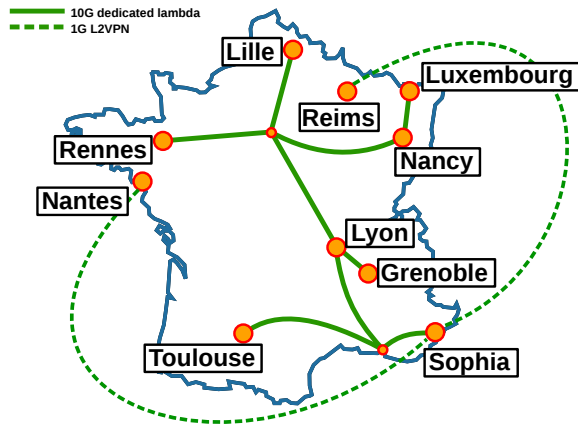 10G dedicated lambda
1G L2VPN
Lille
Luxembourg
Reims
Rennes
Nancy
Nantes
Lyon
Grenoble
Toulouse
Sophia